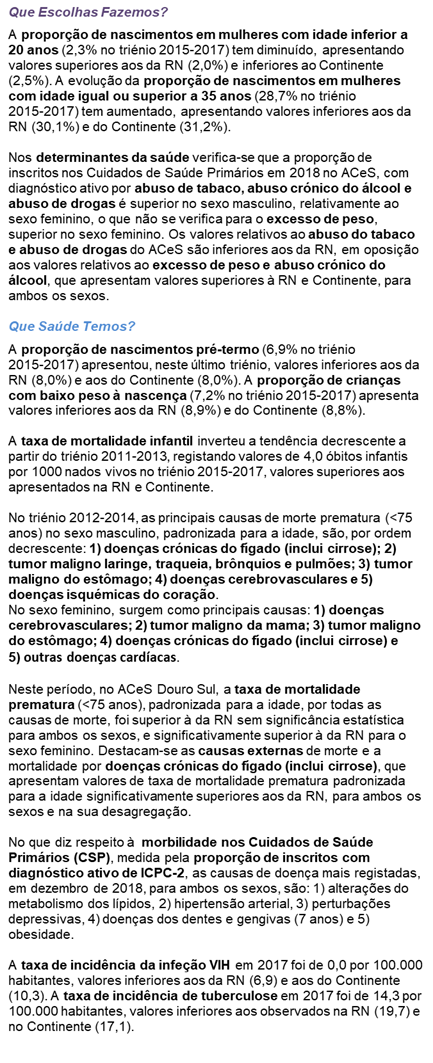 Que Escolhas Fazemos?
A proporção de nascimentos em mulheres com idade inferior a
20 anos (2,3% no triénio 2015-2017) tem diminuído, apresentando
valores superiores aos da RN (2,0%) e inferiores ao Continente
(2,5%). A evolução da proporção de nascimentos em mulheres
com idade igual ou superior a 35 anos (28,7% no triénio
2015-2017) tem aumentado, apresentando valores inferiores aos da
RN (30,1%) e do Continente (31,2%).
Nos determinantes da saúde verifica-se que a proporção de
inscritos nos Cuidados de Saúde Primários em 2018 no ACeS, com
diagnóstico ativo por abuso de tabaco, abuso crónico do álcool e
abuso de drogas é superior no sexo masculino, relativamente ao
sexo feminino, o que não se verifica para o excesso de peso,
superior no sexo feminino. Os valores relativos ao abuso do tabaco
e abuso de drogas do ACeS são inferiores aos da RN, em oposição
aos valores relativos ao excesso de peso e abuso crónico do
álcool, que apresentam valores superiores à RN e Continente, para
ambos os sexos.
Que Saúde Temos?
A proporção de nascimentos pré-termo (6,9% no triénio
2015-2017) apresentou, neste último triénio, valores inferiores aos da
RN (8,0%) e aos do Continente (8,0%). A proporção de crianças
com baixo peso à nascença (7,2% no triénio 2015-2017) apresenta
valores inferiores aos da RN (8,9%) e do Continente (8,8%).
A taxa de mortalidade infantil inverteu a tendência decrescente a
partir do triénio 2011-2013, registando valores de 4,0 óbitos infantis
por 1000 nados vivos no triénio 2015-2017, valores superiores aos
apresentados na RN e Continente.
No triénio 2012-2014, as principais causas de morte prematura (<75
anos) no sexo masculino, padronizada para a idade, são, por ordem
decrescente: 1) doenças crónicas do fígado (inclui cirrose); 2)
tumor maligno laringe, traqueia, brônquios e pulmões; 3) tumor
maligno do estômago; 4) doenças cerebrovasculares e 5)
doenças isquémicas do coração.
No sexo feminino, surgem como principais causas: 1) doenças
cerebrovasculares; 2) tumor maligno da mama; 3) tumor maligno
do estômago; 4) doenças crónicas do fígado (inclui cirrose) e
5) outras doenças cardíacas.
Neste período, no ACeS Douro Sul, a taxa de mortalidade
prematura (<75 anos), padronizada para a idade, por todas as
causas de morte, foi superior à da RN sem significância estatística
para ambos os sexos, e significativamente superior à da RN para o
sexo feminino. Destacam-se as causas externas de morte e a
mortalidade por doenças crónicas do fígado (inclui cirrose), que
apresentam valores de taxa de mortalidade prematura padronizada
para a idade significativamente superiores aos da RN, para ambos os
sexos e na sua desagregação.
No que diz respeito à morbilidade nos Cuidados de Saúde
Primários (CSP), medida pela proporção de inscritos com
diagnóstico ativo de ICPC-2, as causas de doença mais registadas,
em dezembro de 2018, para ambos os sexos, são: 1) alterações do
metabolismo dos lípidos, 2) hipertensão arterial, 3) perturbações
depressivas, 4) doenças dos dentes e gengivas (7 anos) e 5)
obesidade.
A taxa de incidência da infeção VIH em 2017 foi de 0,0 por 100.000
habitantes, valores inferiores aos da RN (6,9) e aos do Continente
(10,3). A taxa de incidência de tuberculose em 2017 foi de 14,3 por
100.000 habitantes, valores inferiores aos observados na RN (19,7) e
no Continente (17,1).